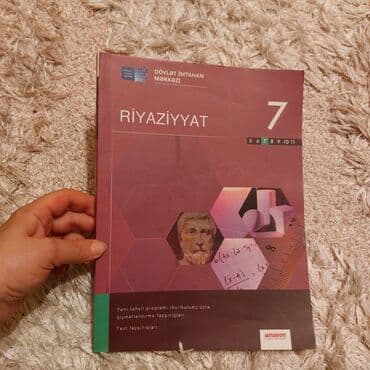 DÖVLƏT İMTAHAN
MƏRKƏZİ
RİYAZİYYAT
7
5 6 7 8 9 10 11
Yeni təhsil proqramı (kurikulum) üzrə
qiymətləndirmə tapşırıqları
Test tapşırıqları